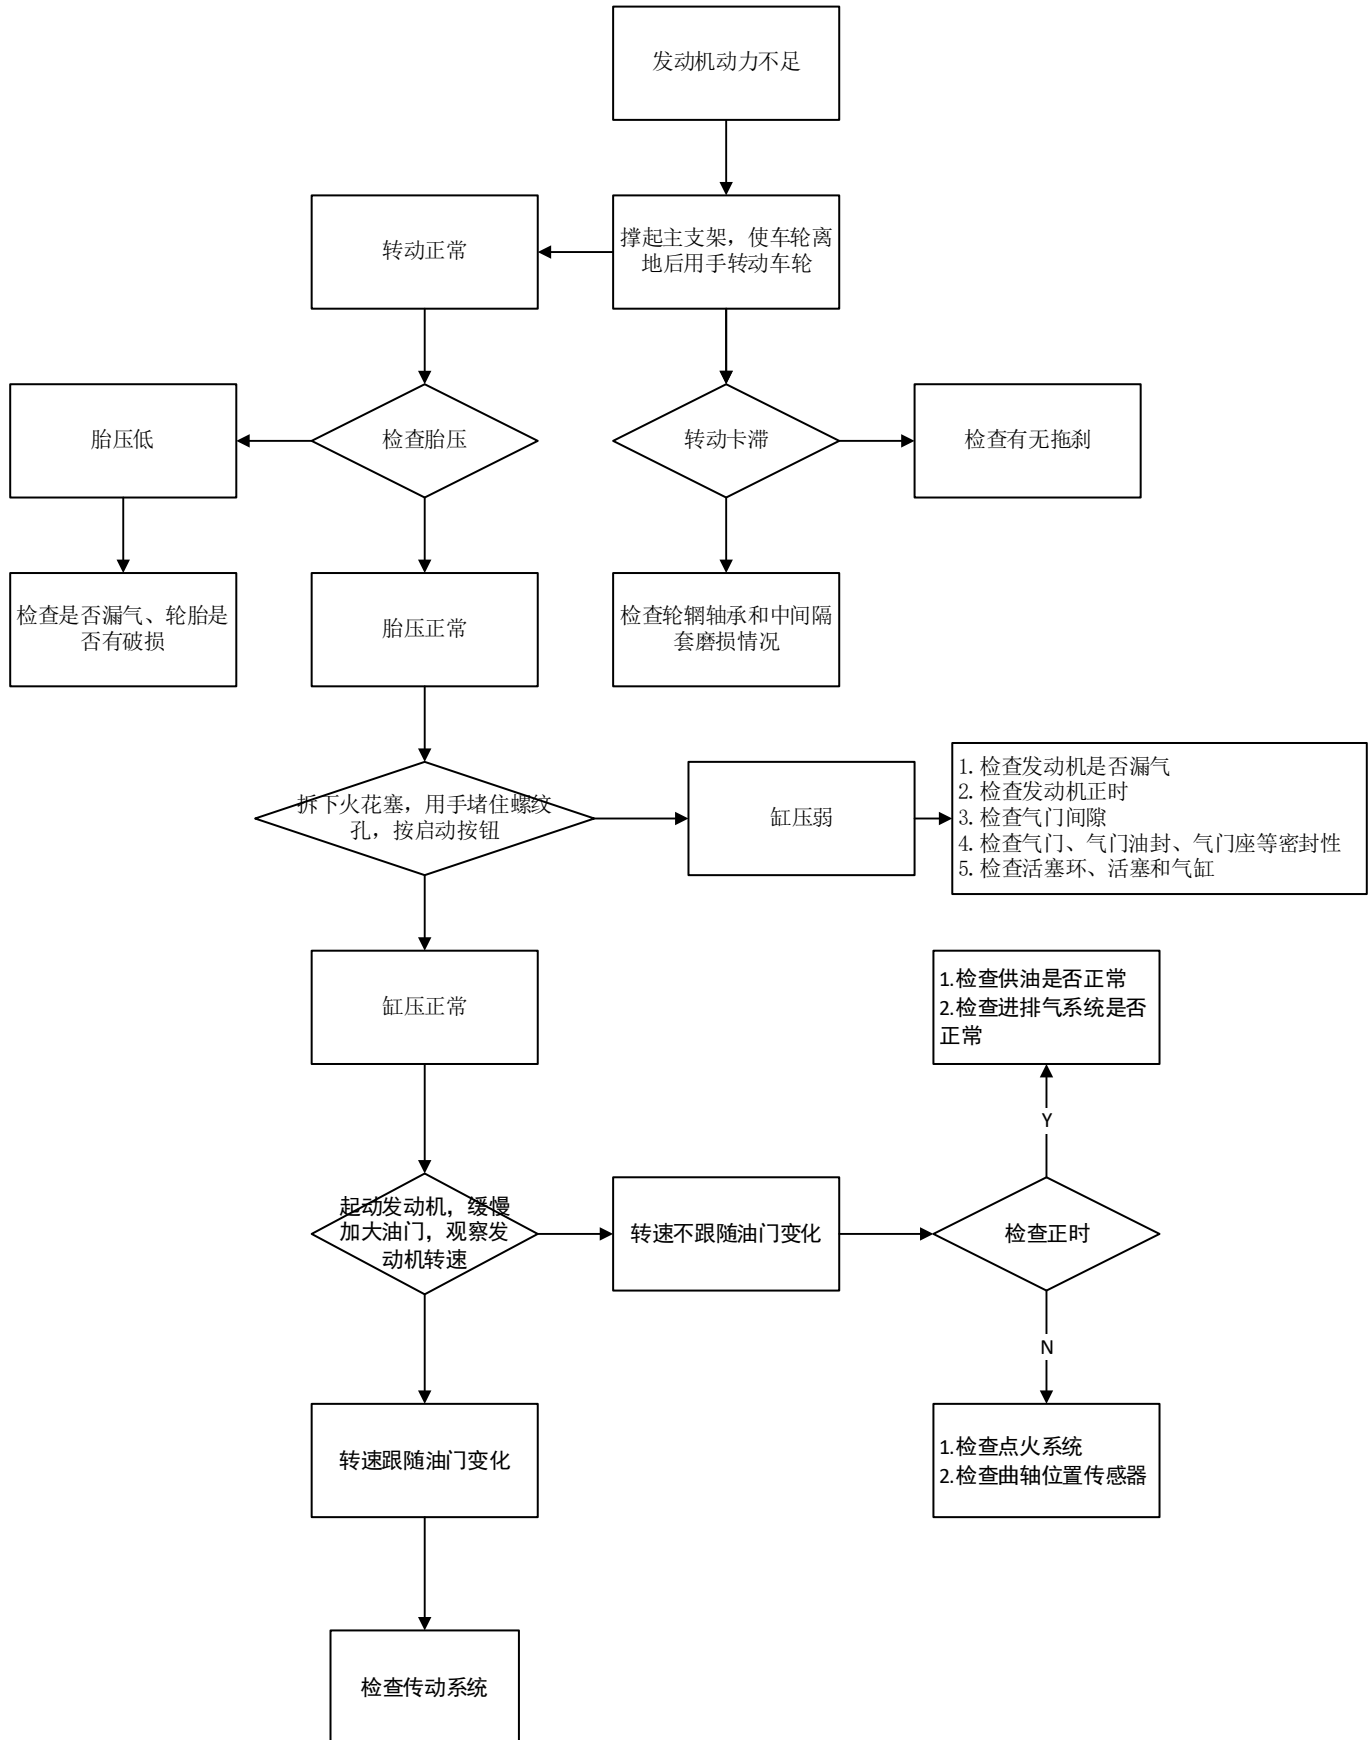 发动机动力不足
转动正常
撑起主支架，使车轮离
地后用手转动车轮
胎压低
检查胎压
转动卡滞
检查有无拖刹
检查是否漏气、轮胎是
否有破损
胎压正常
检查轮辋轴承和中间隔
套磨损情况
拆下火花塞，用手堵住螺纹
孔，按启动按钮
缸压弱
1. 检查发动机是否漏气
2. 检查发动机正时
3. 检查气门间隙
4. 检查气门、气门油封、气门座等密封性
5. 检查活塞环、活塞和气缸
缸压正常
1.检查供油是否正常
2.检查进排气系统是否
正常
Y
起动发动机，缓慢
加大油门，观察发
动机转速
转速不跟随油门变化
检查正时
N
转速跟随油门变化
1.检查点火系统
2.检查曲轴位置传感器
检查传动系统